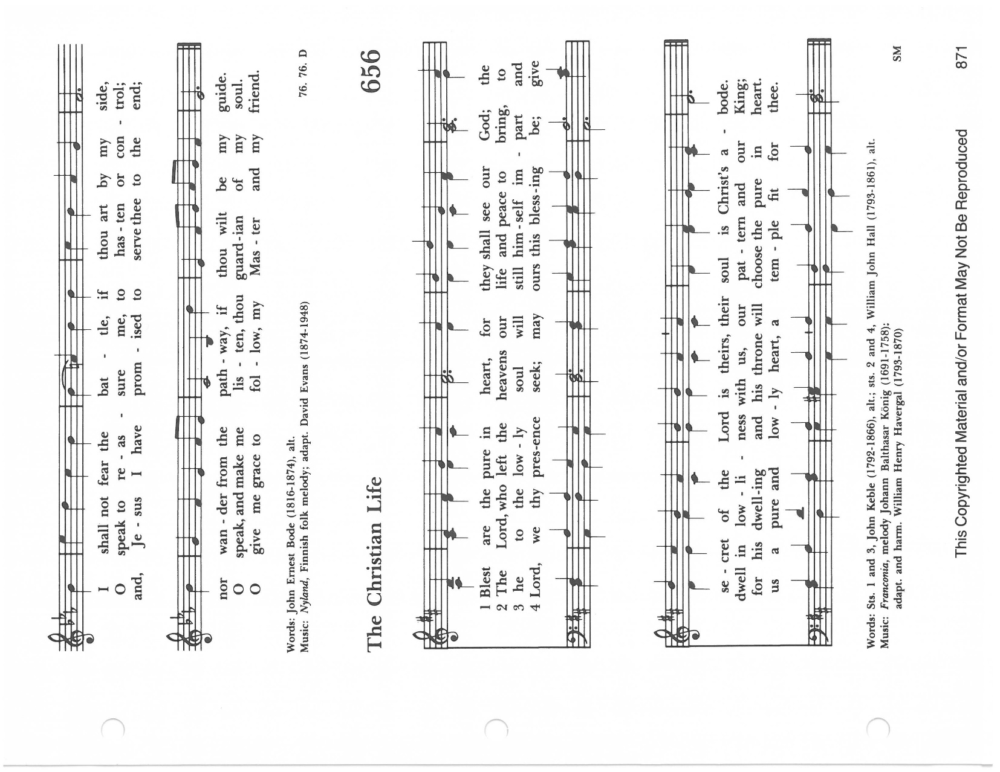 I shall not fear the bat - tle, if thou art by my side,
O speak to re - as - sure me, to has - ten or con - trol;
and, Je - sus I have prom - ised to serve thee to the end;
nor wan - der from the path - way, if thou wilt be my guide.
O speak, and make me lis - ten, thou guard - ian of my soul.
O give me grace to fol - low, my Mas - ter and my friend.
Words: John Ernest Bode (1816-1874), alt.
Music: Nyland, Finnish folk melody; adapt. David Evans (1874-1948)
76. 76. D
The Christian Life
656
1 Blest are the pure in heart, for they shall see our God; the
2 The Lord, who left the heavens our life and peace to bring, to
3 he to the low - ly soul will still him - self im - part and
4 Lord, we thy pres - ence seek; may ours this bless - ing be; give
se - cret of the Lord is theirs, their soul is Christ's a - bode.
dwell in low - li - ness with us, our pat - tern and our King;
for his dwell - ing and his throne will choose the pure in heart.
us a pure and low - ly heart, a tem - ple fit for thee.
Words: Sts. 1 and 3, John Keble (1792-1866), alt.; sts. 2 and 4, William John Hall (1793-1861), alt.
Music: Franconia, melody Johann Balthasar König (1691-1758);
adapt. and harm. William Henry Havergal (1793-1870)
SM
This Copyrighted Material and/or Format May Not Be Reproduced
871